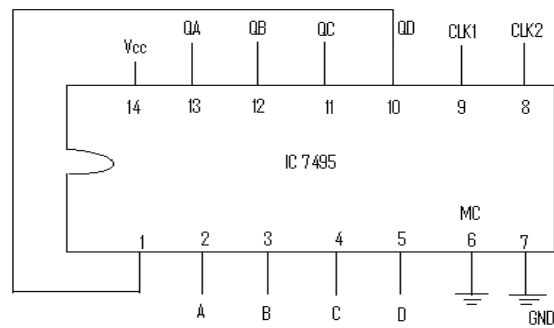 QA QB QC QD CLK1 CLK2
Vcc
14 13 12 11 10 9 8
IC 7495
MC
1 2 3 4 5 6 7
A B C D
GND